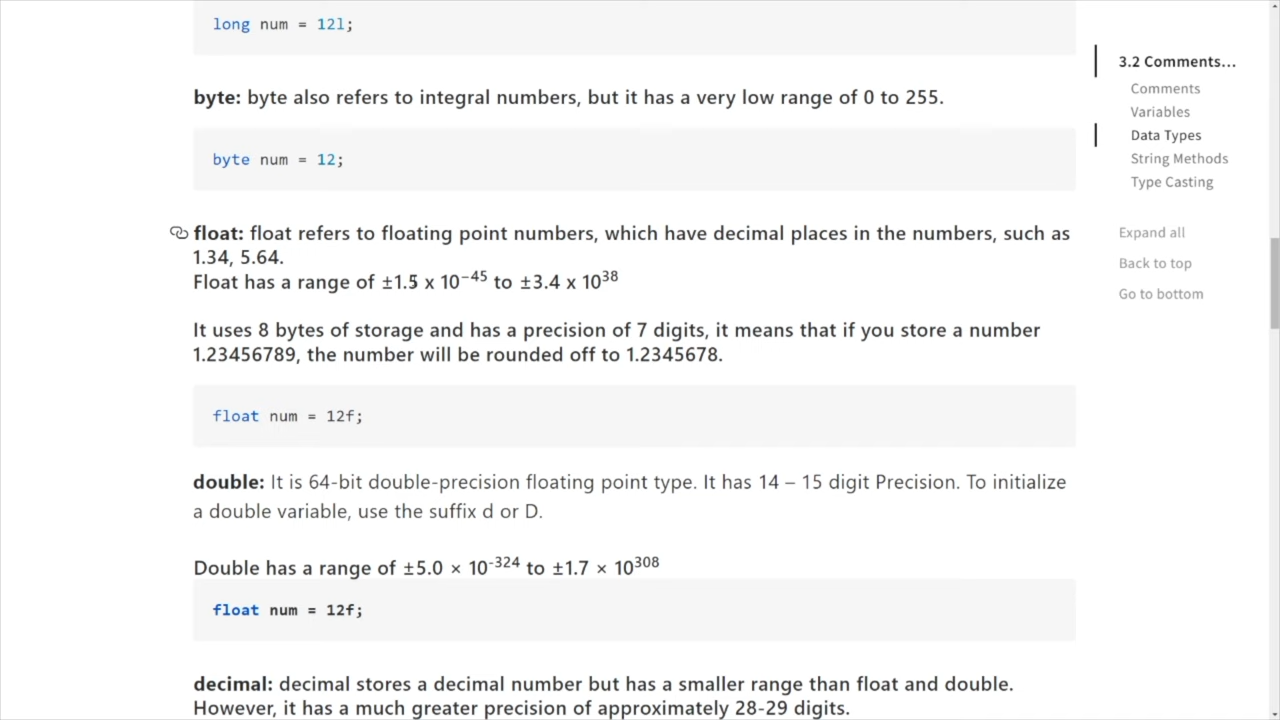 long num = 12l;
byte: byte also refers to integral numbers, but it has a very low range of 0 to 255.
byte num = 12;
float: float refers to floating point numbers, which have decimal places in the numbers, such as
1.34, 5.64.
Float has a range of ±1.5 x 10⁻⁴⁵ to ±3.4 x 10³⁸
It uses 8 bytes of storage and has a precision of 7 digits, it means that if you store a number
1.23456789, the number will be rounded off to 1.2345678.
float num = 12f;
double: It is 64-bit double-precision floating point type. It has 14 – 15 digit Precision. To initialize
a double variable, use the suffix d or D.
Double has a range of ±5.0 × 10⁻³²⁴ to ±1.7 × 10³⁰⁸
float num = 12f;
decimal: decimal stores a decimal number but has a smaller range than float and double.
However, it has a much greater precision of approximately 28-29 digits.
3.2 Comments...
Comments
Variables
Data Types
String Methods
Type Casting
Expand all
Back to top
Go to bottom